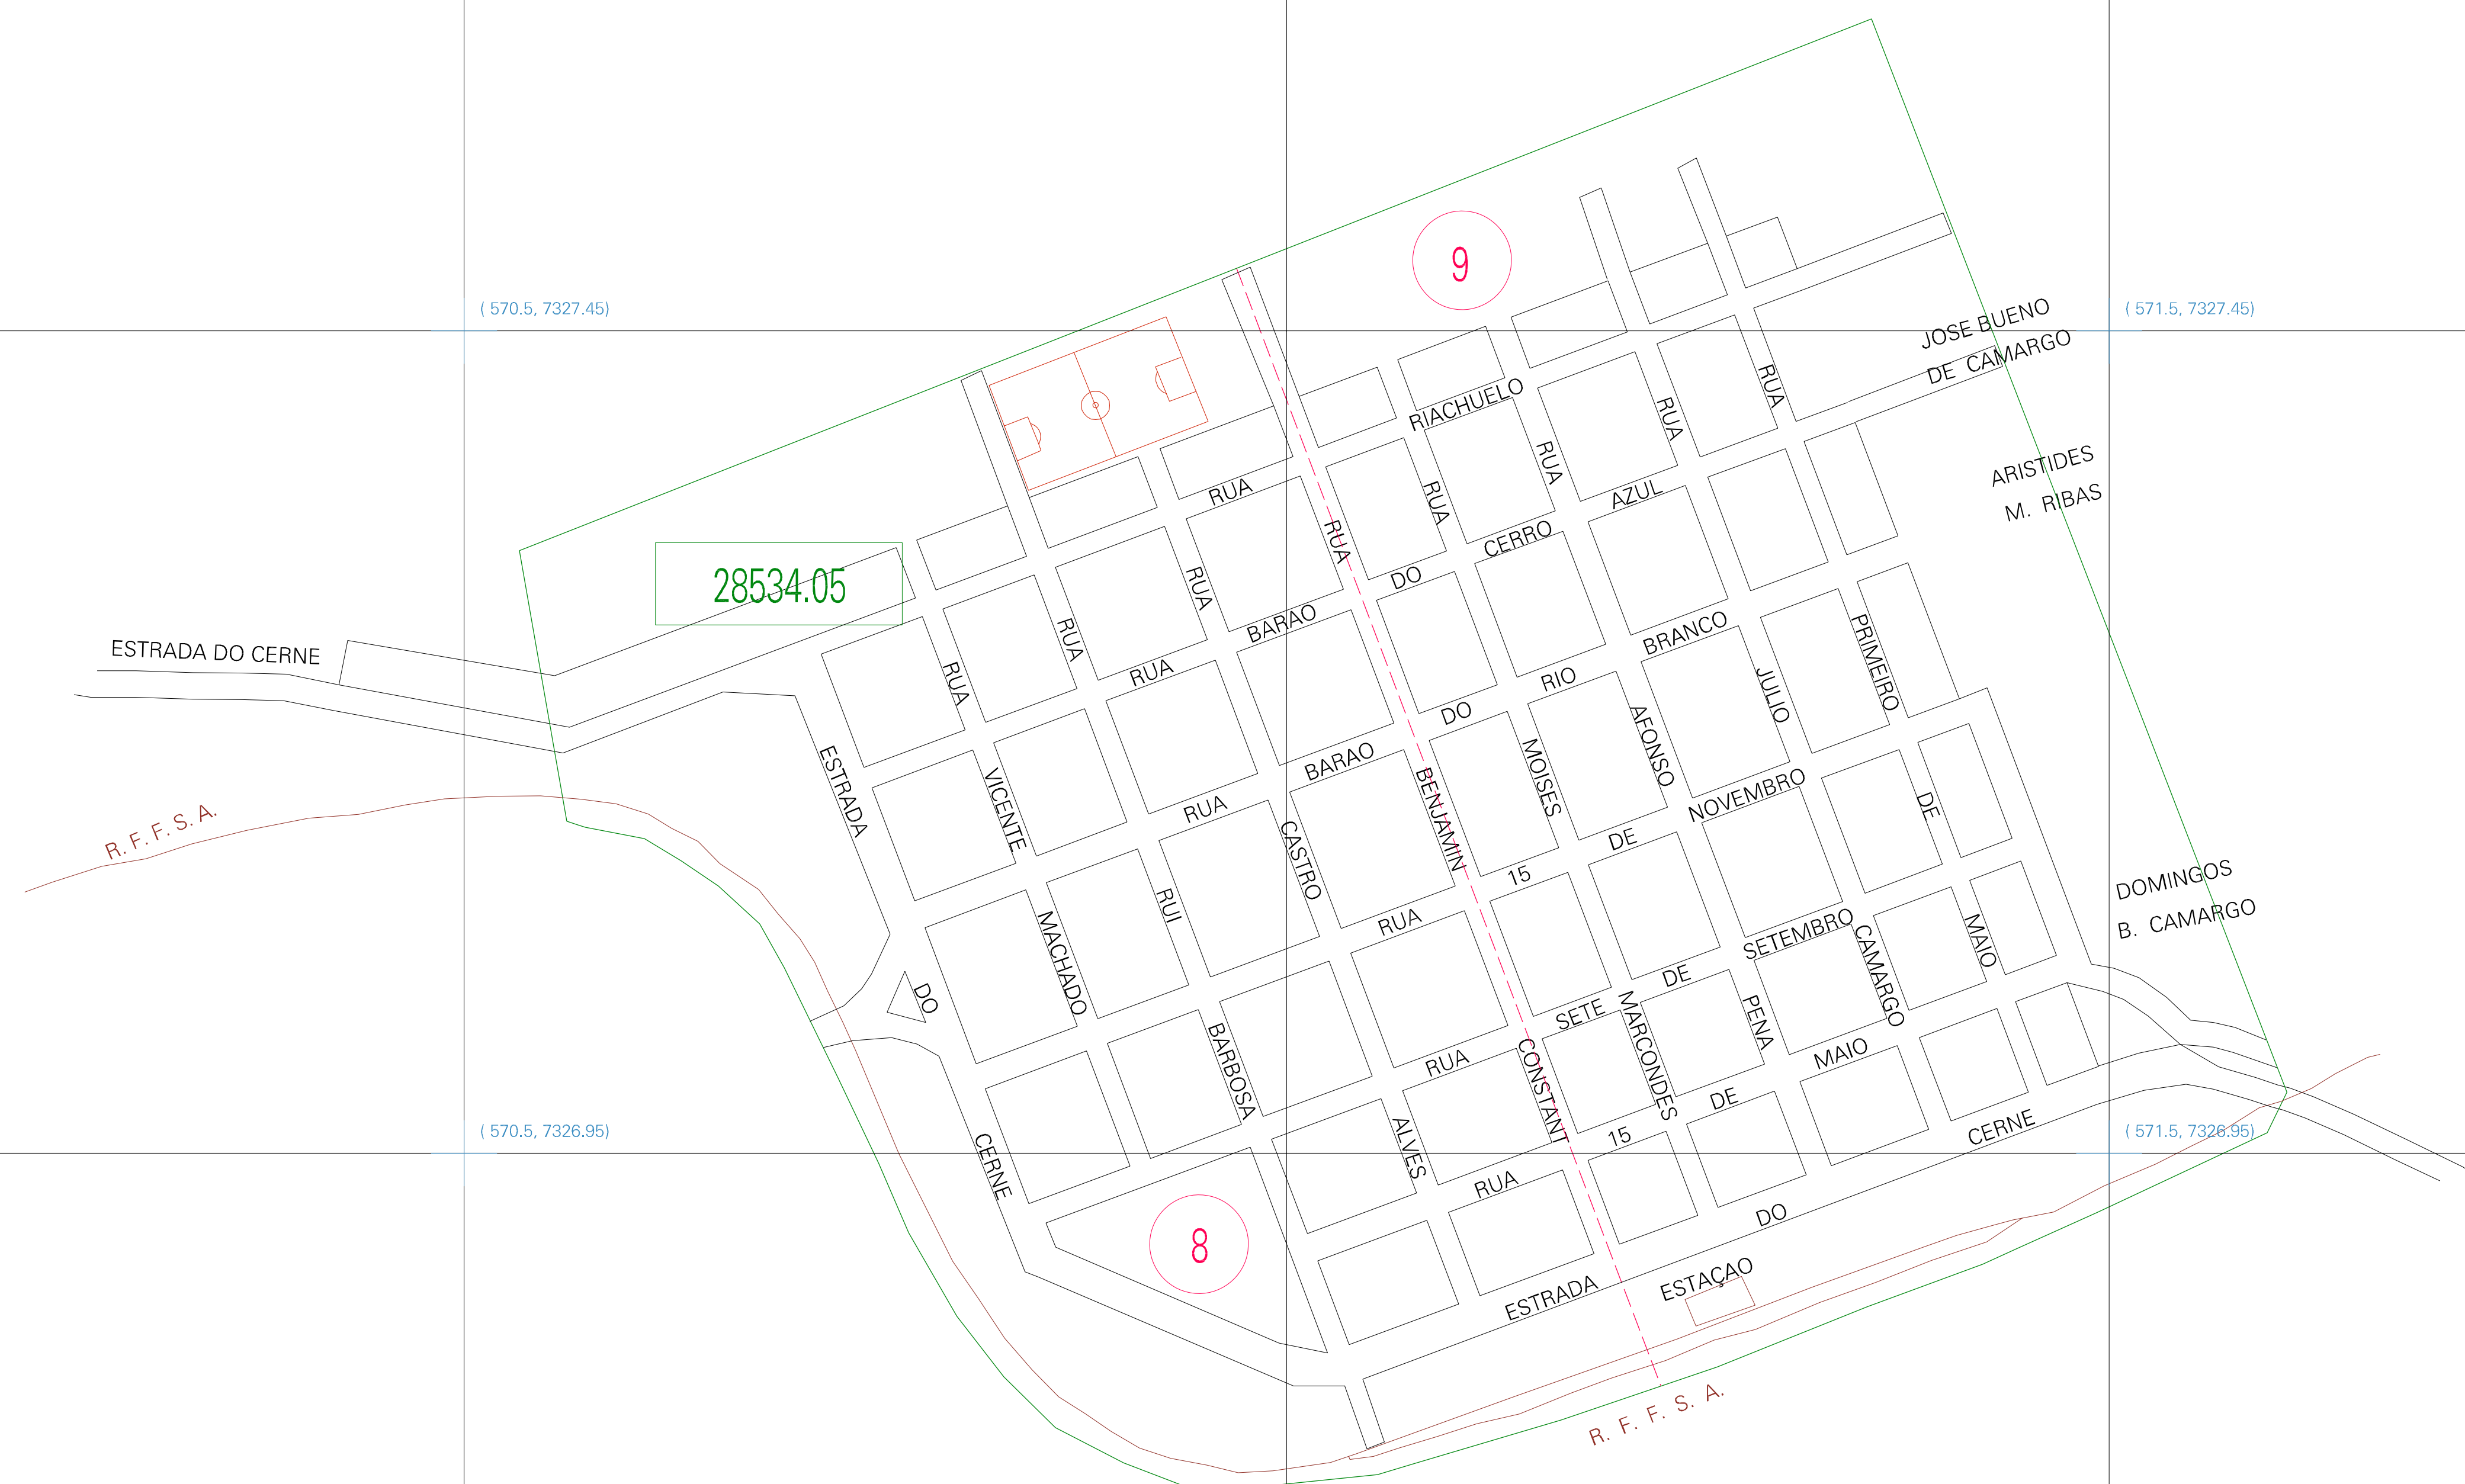 9
( 570.5, 7327.45)
( 571.5, 7327.45)
JOSE BUENO
DE CAMARGO
ARISTIDES
M. RIBAS
28534.05
ESTRADA DO CERNE
R. F. F. S. A.
RUA RIACHUELO
RUA BARAO DO CERRO AZUL
RUA BARAO DO RIO BRANCO
RUA 15 DE NOVEMBRO
RUA SETE DE SETEMBRO
RUA 15 DE MAIO
ESTRADA DO CERNE
RUA VICENTE MACHADO
RUA RUI BARBOSA
RUA CASTRO ALVES
RUA BENJAMIN CONSTANT
RUA MOISES MARCONDES
RUA AFONSO PENA
RUA JULIO CAMARGO
RUA PRIMEIRO DE MAIO
DOMINGOS
B. CAMARGO
( 570.5, 7326.95)
( 571.5, 7326.95)
8
ESTRADA DO CERNE
ESTAÇAO
R. F. F. S. A.